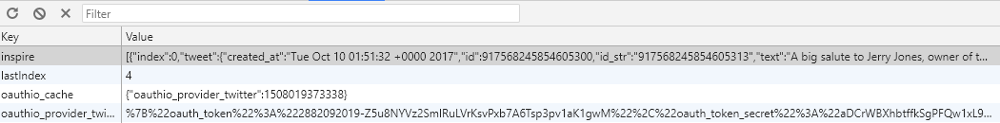 Filter
Key Value
inspire [{"index":0,"tweet":{"created_at":"Tue Oct 10 01:51:32 +0000 2017","id":917568245854605300,"id_str":"917568245854605313","text":"A big salute to Jerry Jones, owner of t...
lastIndex 4
oauthio_cache {"oauthio_provider_twitter":1508019373338}
oauthio_provider_twi... %7B%22oauth_token%22%3A%222882092019-Z5u8NYVz2SmIRuLVrKsvPxb7A6Tsp3pv1aK1gwM%22%2C%22oauth_token_secret%22%3A%22aDCrWBXhbtffkSgPFQw1xL9...